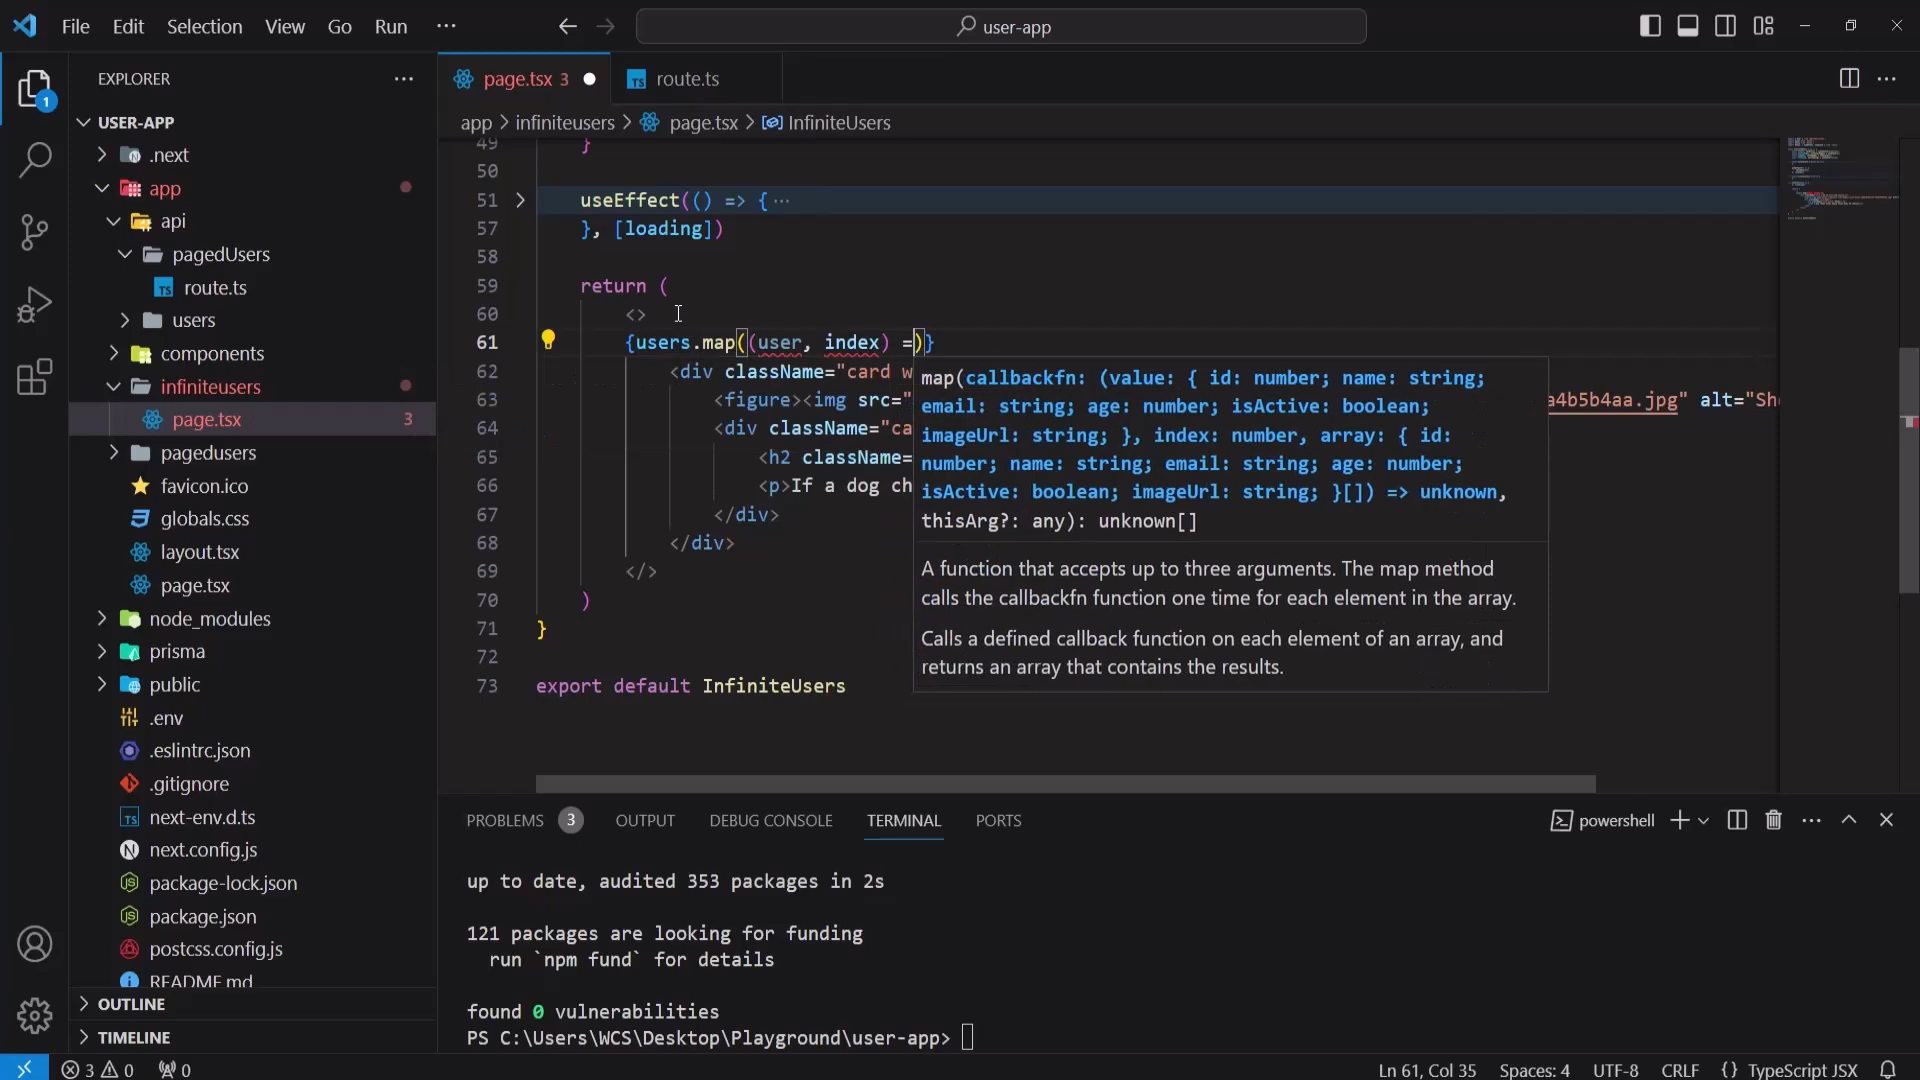 File Edit Selection View Go Run ···
user-app
EXPLORER
USER-APP
.next
app
api
pagedUsers
route.ts
users
components
infiniteusers
page.tsx 3
pagedusers
favicon.ico
globals.css
layout.tsx
page.tsx
node_modules
prisma
public
.env
.eslintrc.json
.gitignore
next-env.d.ts
next.config.js
package-lock.json
package.json
postcss.config.js
README.md
OUTLINE
TIMELINE
page.tsx 3
route.ts
app > infiniteusers > page.tsx > InfiniteUsers
49 }
50
51 useEffect(() => { ···
57 }, [loading])
58
59 return (
60 <>
61 {users.map((user, index) =)}
62 <div className="card w
63 <figure><img src=" a4b5b4aa.jpg" alt="Sho
64 <div className="ca
65 <h2 className=
66 <p>If a dog ch
67 </div>
68 </div>
69 </>
70 )
71 }
72
73 export default InfiniteUsers
map(callbackfn: (value: { id: number; name: string;
email: string; age: number; isActive: boolean;
imageUrl: string; }, index: number, array: { id:
number; name: string; email: string; age: number;
isActive: boolean; imageUrl: string; }[]) => unknown,
thisArg?: any): unknown[]
A function that accepts up to three arguments. The map method
calls the callbackfn function one time for each element in the array.
Calls a defined callback function on each element of an array, and
returns an array that contains the results.
PROBLEMS 3 OUTPUT DEBUG CONSOLE TERMINAL PORTS
powershell
up to date, audited 353 packages in 2s
121 packages are looking for funding
run `npm fund` for details
found 0 vulnerabilities
PS C:\Users\WCS\Desktop\Playground\user-app>
3 0 0
Ln 61, Col 35 Spaces: 4 UTF-8 CRLF {} TypeScript JSX